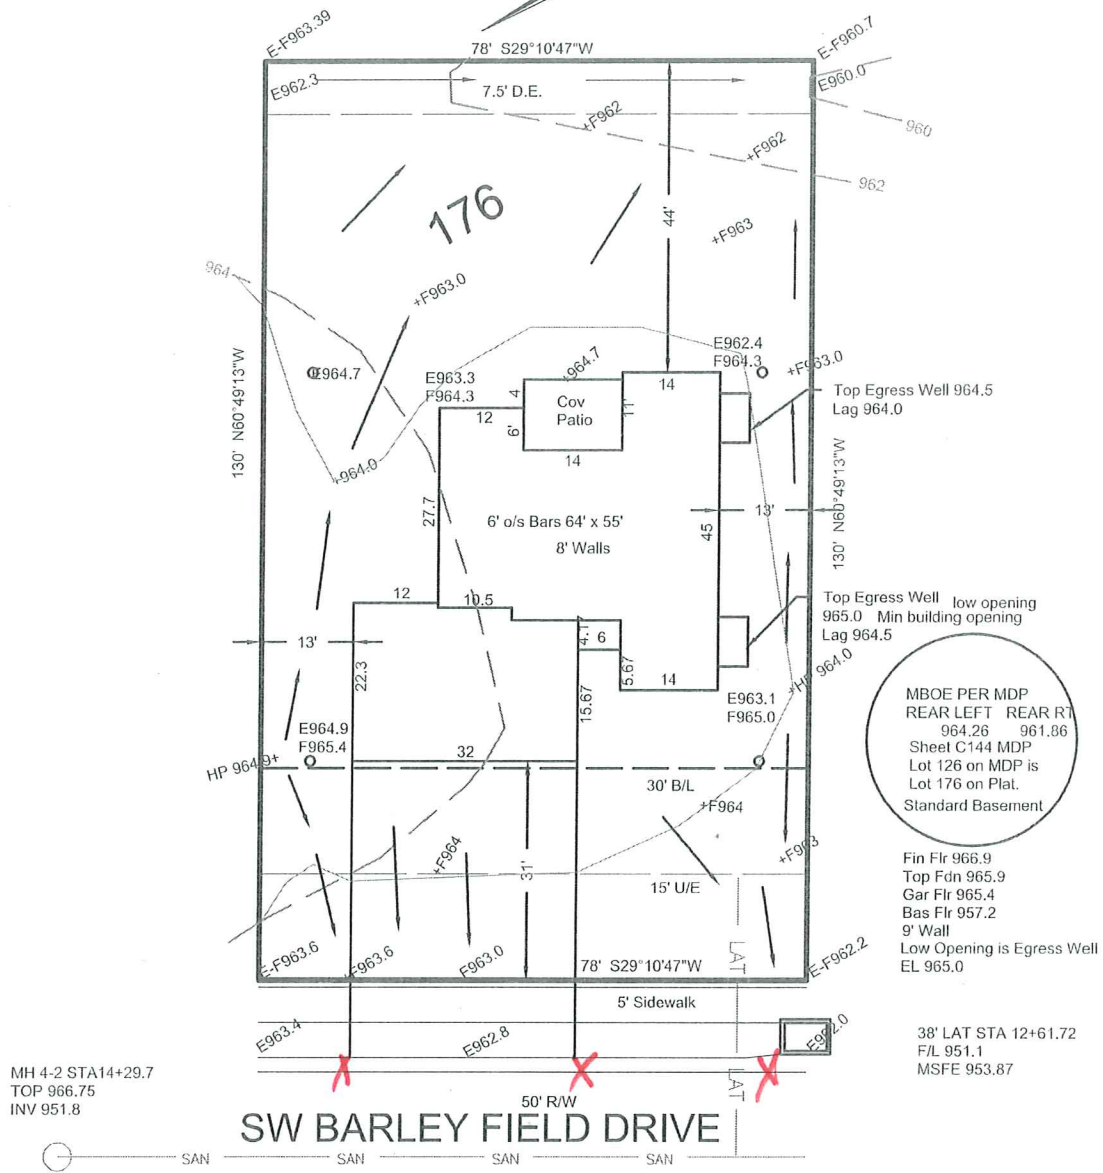 E-F963.39
78' S29°10'47"W
E-F960.7
E962.3
7.5' D.E.
E960.0
+F962
960
+F962
962
176
44'
+F963
964
+F963.0
130' N60°49'13"W
E964.7
E963.3
F964.3
+964.7
E962.4
F964.3
+F963.0
14
4
Cov
Patio
11'
12
6'
14
Top Egress Well 964.5
Lag 964.0
+964.0
27.7
6' o/s Bars 64' x 55'
8' Walls
45
13'
130' N60°49'13"W
12
10.5
Top Egress Well low opening
965.0 Min building opening
Lag 964.5
13'
4.17
6
22.3
5.67
15.67
14
+HP 964.0
MBOE PER MDP
REAR LEFT REAR RT
964.26 961.86
Sheet C144 MDP
Lot 126 on MDP is
Lot 176 on Plat.
Standard Basement
E963.1
F965.0
E964.9
F965.4
HP 964.9+
32
30' B/L
+F964
+F964
+F963
31'
15' U/E
Fin Flr 966.9
Top Fdn 965.9
Gar Flr 965.4
Bas Flr 957.2
9' Wall
Low Opening is Egress Well
EL 965.0
LAT
E-F963.6
+F963.6
F963.0
78' S29°10'47"W
E-F962.2
5' Sidewalk
E963.4
E962.8
E962.0
38' LAT STA 12+61.72
F/L 951.1
MSFE 953.87
MH 4-2 STA14+29.7
TOP 966.75
INV 951.8
X X X
LAT
50' R/W
SW BARLEY FIELD DRIVE
SAN SAN SAN SAN